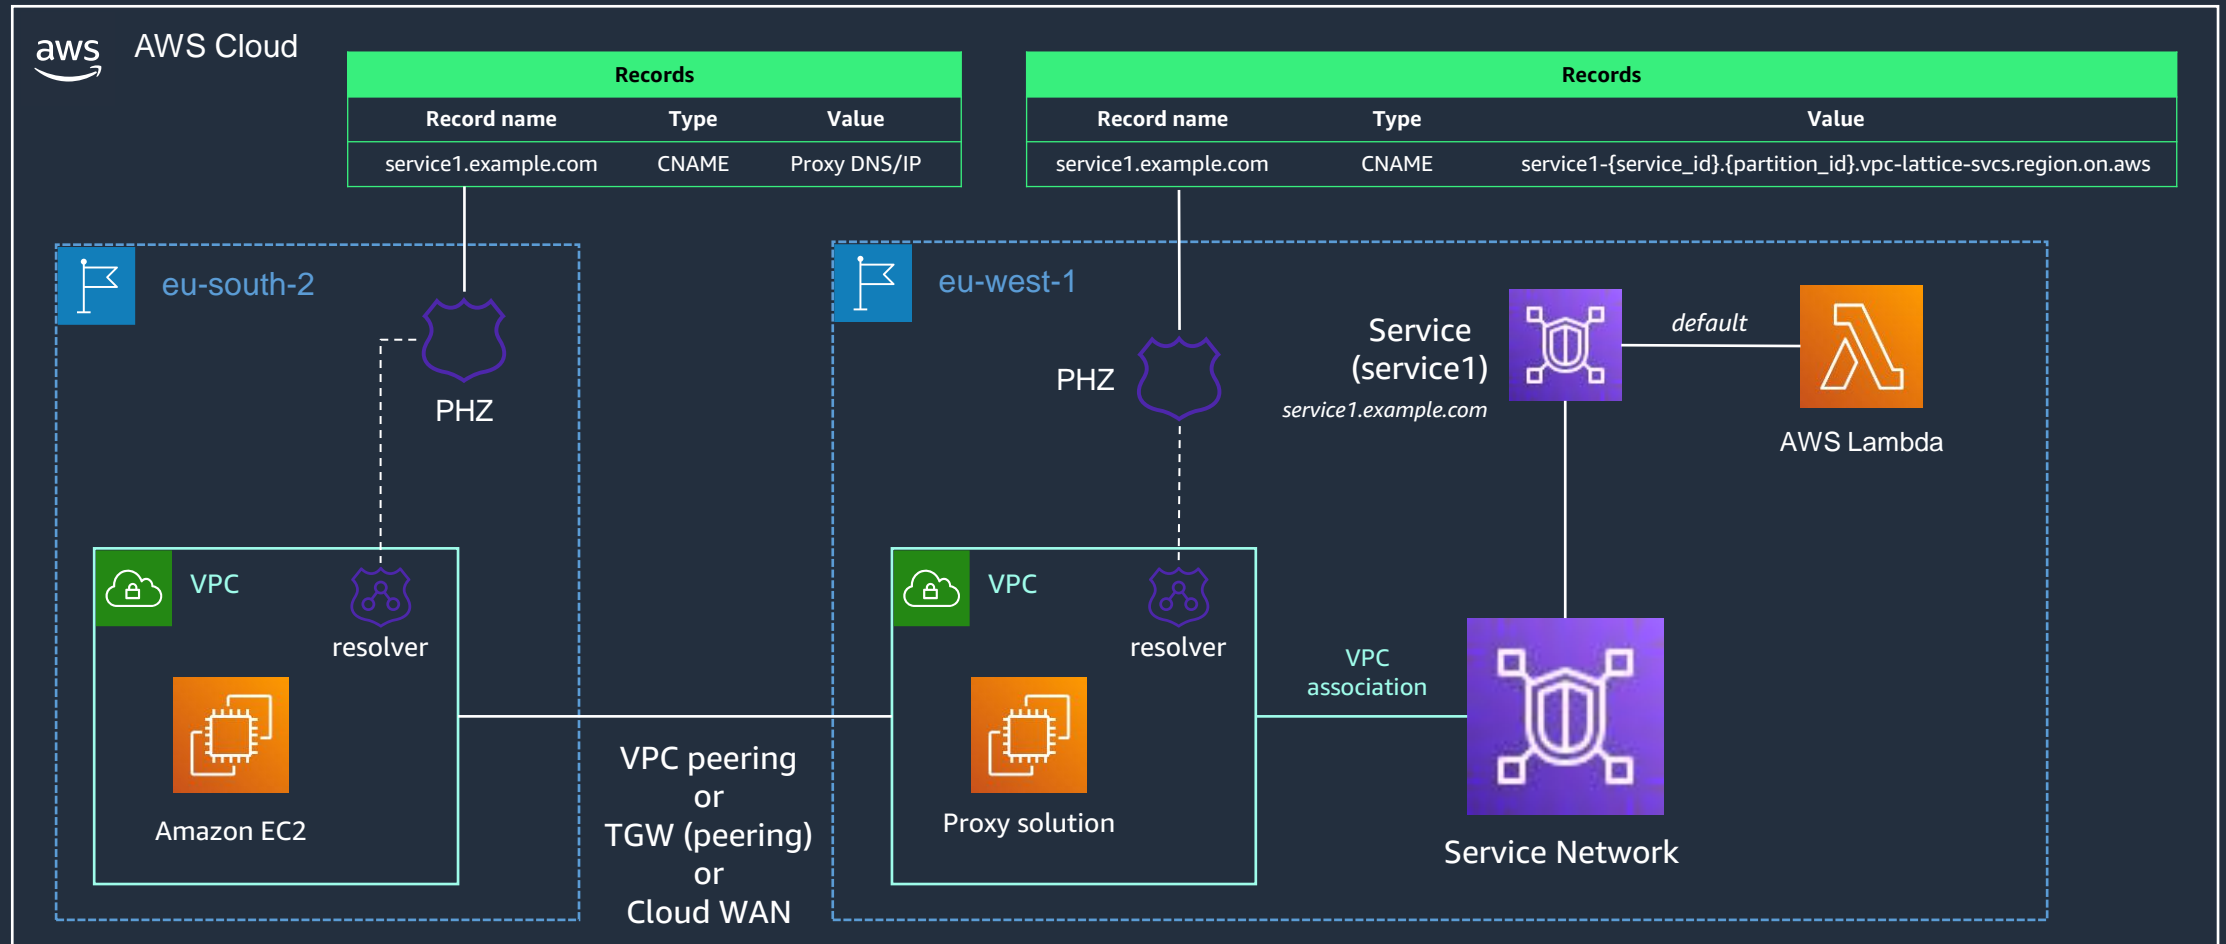 aws
AWS Cloud
Records
Record name Type Value
service1.example.com CNAME Proxy DNS/IP
Records
Record name Type Value
service1.example.com CNAME service1-{service_id}.{partition_id}.vpc-lattice-svcs.region.on.aws
eu-south-2
PHZ
VPC
resolver
Amazon EC2
VPC peering
or
TGW (peering)
or
Cloud WAN
eu-west-1
PHZ
Service
(service1)
service1.example.com
default
AWS Lambda
VPC
resolver
Proxy solution
VPC
association
Service Network